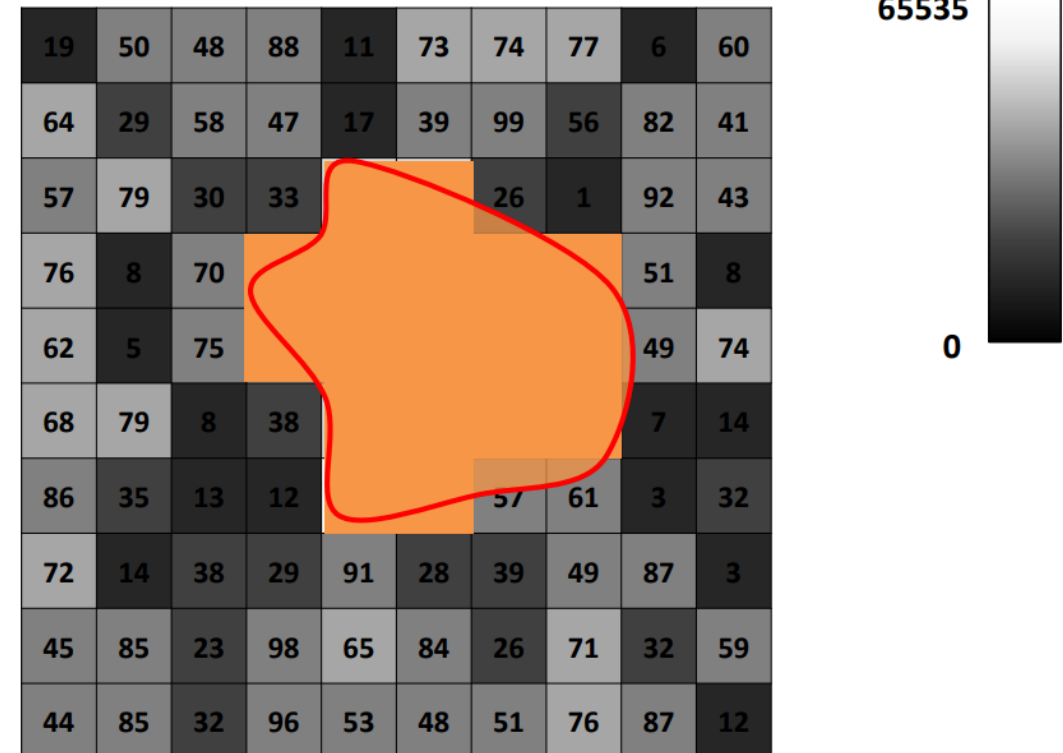 65535
19 50 48 88 11 73 74 77 6 60
64 29 58 47 17 39 99 56 82 41
57 79 30 33 26 1 92 43
76 8 70 51 8
62 5 75 49 74
0
68 79 8 38 7 14
86 35 13 12 57 61 3 32
72 14 38 29 91 28 39 49 87 3
45 85 23 98 65 84 26 71 32 59
44 85 32 96 53 48 51 76 87 12